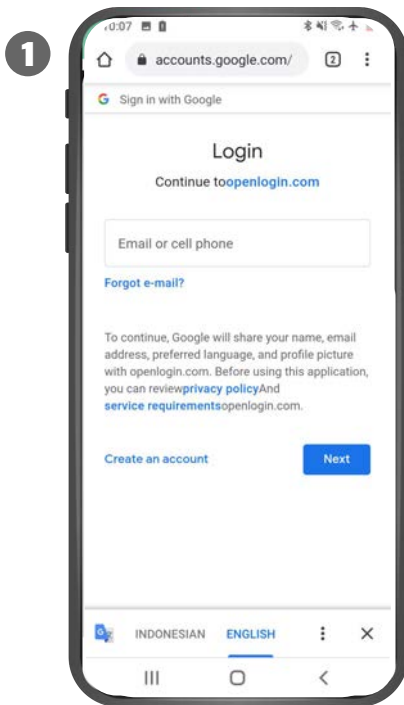 1
0:07
accounts.google.com/ 2
G Sign in with Google
Login
Continue toopenlogin.com
Email or cell phone
Forgot e-mail?
To continue, Google will share your name, email
address, preferred language, and profile picture
with openlogin.com. Before using this application,
you can reviewprivacy policyAnd
service requirementsopenlogin.com.
Create an account Next
INDONESIAN ENGLISH